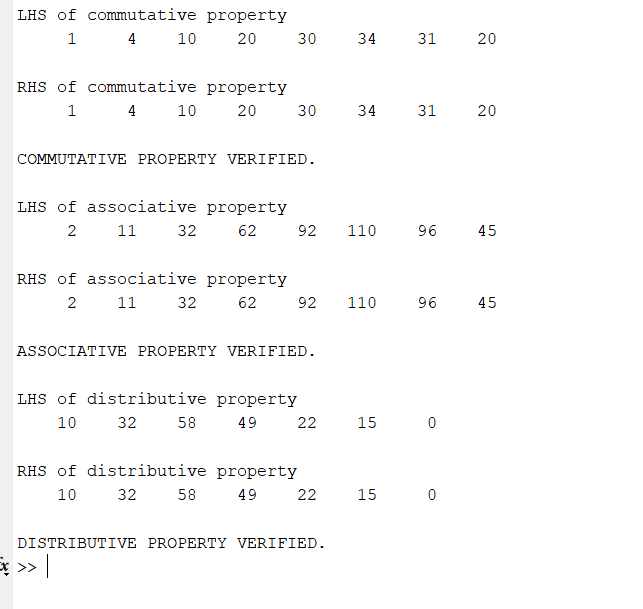 LHS of commutative property
1 4 10 20 30 34 31 20
RHS of commutative property
1 4 10 20 30 34 31 20
COMMUTATIVE PROPERTY VERIFIED.
LHS of associative property
2 11 32 62 92 110 96 45
RHS of associative property
2 11 32 62 92 110 96 45
ASSOCIATIVE PROPERTY VERIFIED.
LHS of distributive property
10 32 58 49 22 15 0
RHS of distributive property
10 32 58 49 22 15 0
DISTRIBUTIVE PROPERTY VERIFIED.
>>